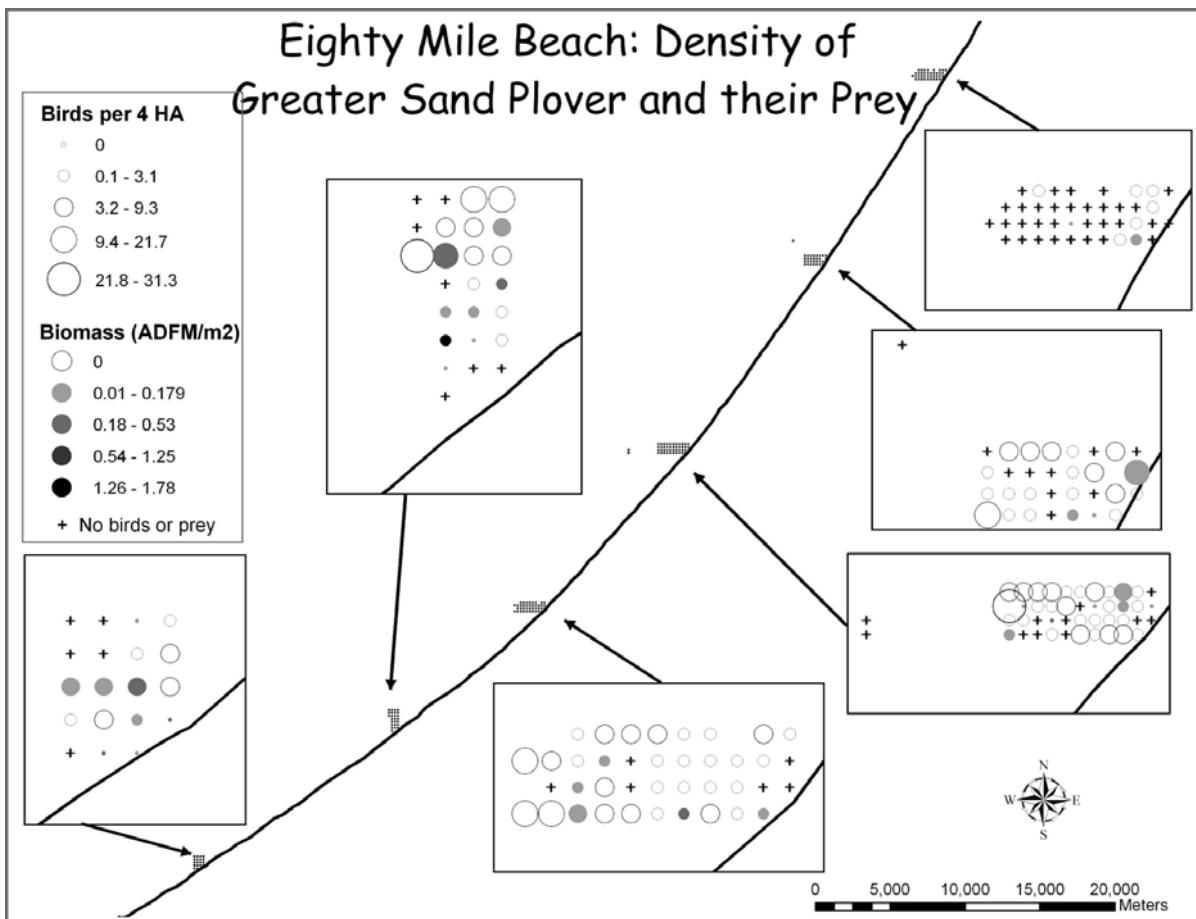 Eighty Mile Beach: Density of
Greater Sand Plover and their Prey
Birds per 4 HA
0
0.1 - 3.1
3.2 - 9.3
9.4 - 21.7
21.8 - 31.3
Biomass (ADFM/m2)
0
0.01 - 0.179
0.18 - 0.53
0.54 - 1.25
1.26 - 1.78
+ No birds or prey
N
W E
S
0 5,000 10,000 15,000 20,000
Meters